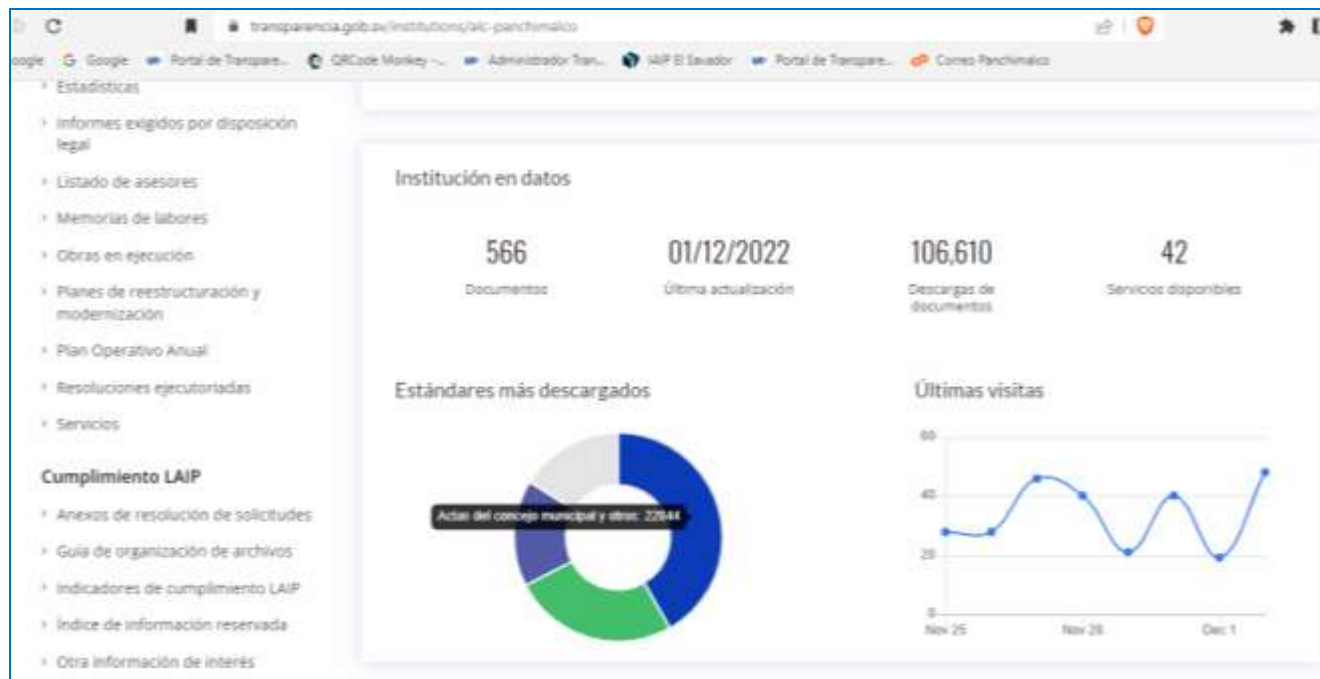 transparencia.gob.sv/institutions/alc-panchimalco
Google Portal de Transpare... QRCode Monkey -... Administrador Tran... IAIP El Salvador Portal de Transpare... Correo Panchimalco
Estadísticas
Informes exigidos por disposición
legal
Listado de asesores
Memorias de labores
Obras en ejecución
Planes de reestructuración y
modernización
Plan Operativo Anual
Resoluciones ejecutoriadas
Servicios
Cumplimiento LAIP
Anexos de resolución de solicitudes
Guía de organización de archivos
Indicadores de cumplimiento LAIP
Índice de información reservada
Otra información de interés
Institución en datos
566 01/12/2022 106,610 42
Documentos Última actualización Descargas de Servicios disponibles
documentos
Estándares más descargados
Actas del concejo municipal y otros:
Últimas visitas
60
40
20
0
Nov 25 Nov 28 Dec 1